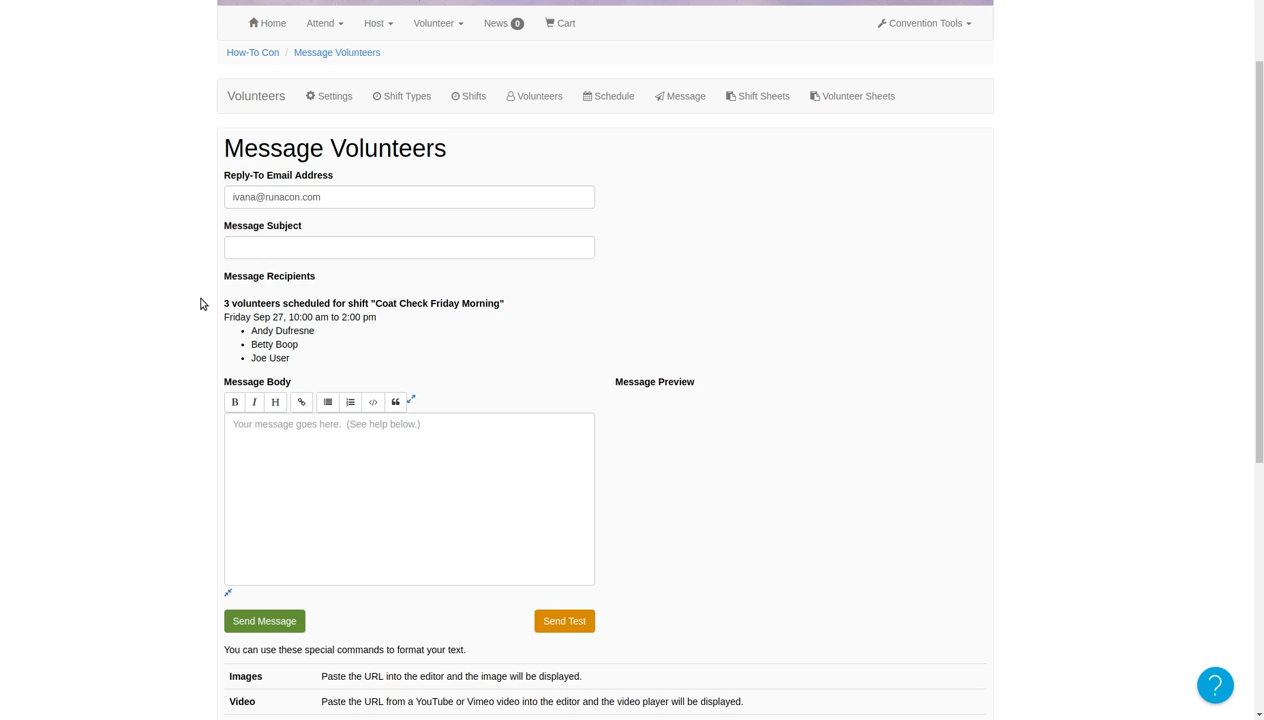 Home Attend Host Volunteer News 0 Cart Convention Tools
How-To Con / Message Volunteers
Volunteers Settings Shift Types Shifts Volunteers Schedule Message Shift Sheets Volunteer Sheets
Message Volunteers
Reply-To Email Address
ivana@runacon.com
Message Subject
Message Recipients
3 volunteers scheduled for shift "Coat Check Friday Morning"
Friday Sep 27, 10:00 am to 2:00 pm
• Andy Dufresne
• Betty Boop
• Joe User
Message Body Message Preview
B I H
Your message goes here. (See help below.)
Send Message Send Test
You can use these special commands to format your text.
Images Paste the URL into the editor and the image will be displayed.
Video Paste the URL from a YouTube or Vimeo video into the editor and the video player will be displayed.
?